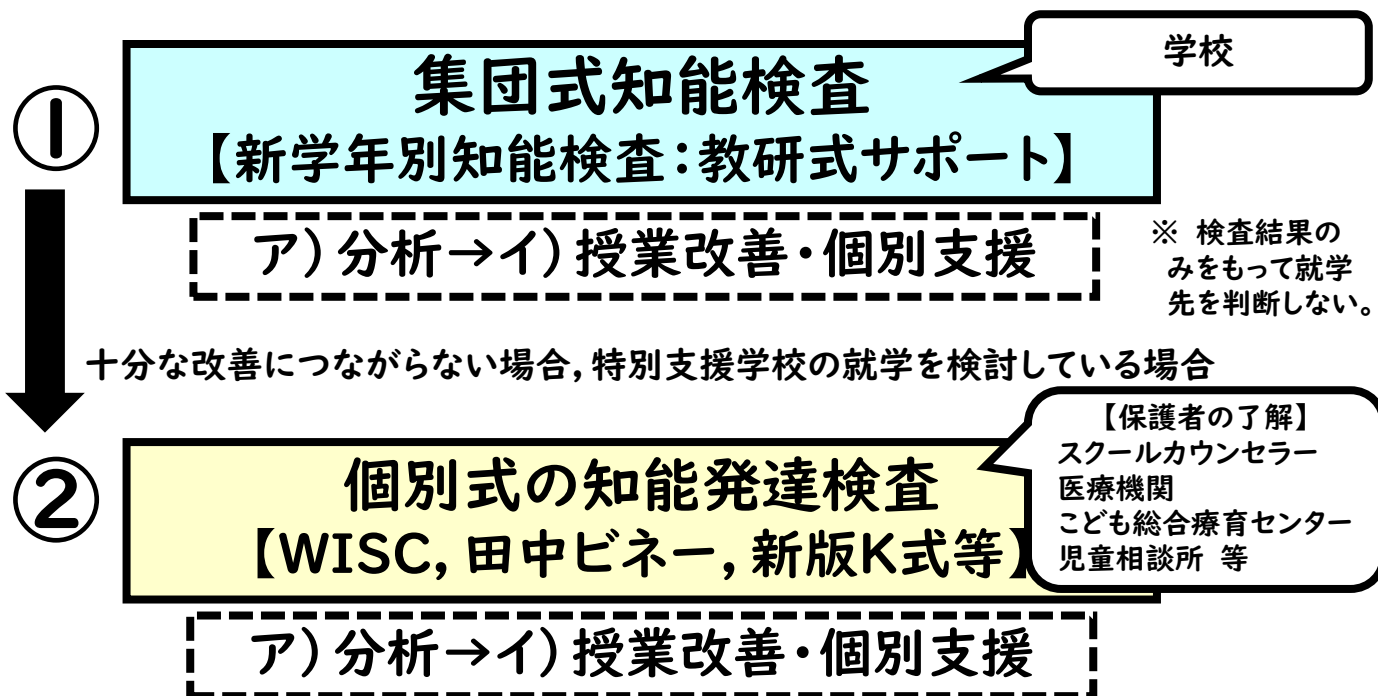 学校
①
集団式知能検査
【新学年別知能検査：教研式サポート】
ア）分析→イ）授業改善・個別支援
※ 検査結果の
みをもって就学
先を判断しない。
十分な改善につながらない場合，特別支援学校の就学を検討している場合
②
個別式の知能発達検査
【WISC，田中ビネー，新版K式等】
【保護者の了解】
スクールカウンセラー
医療機関
こども総合療育センター
児童相談所 等
ア）分析→イ）授業改善・個別支援